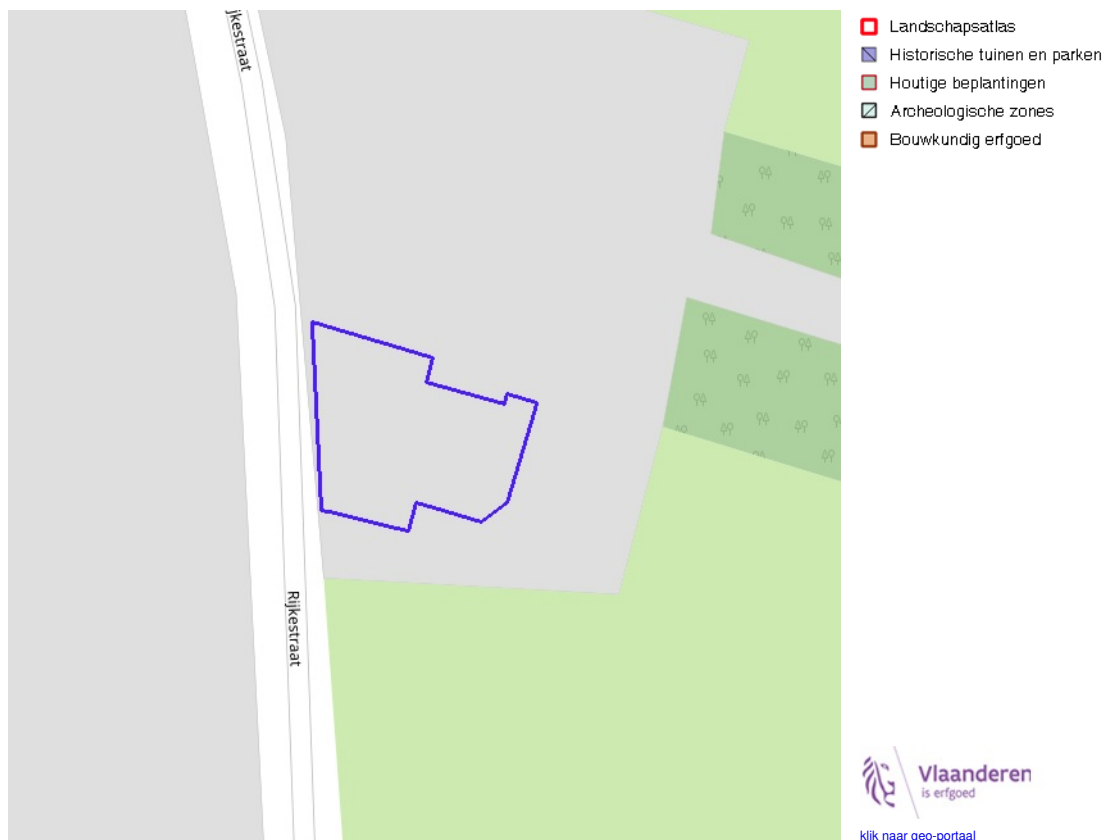 ijkestraat
Rijkestraat
Landschapsatlas
Historische tuinen en parken
Houtige beplantingen
Archeologische zones
Bouwkundig erfgoed
Vlaanderen
is erfgoed
klik naar geo-portaal